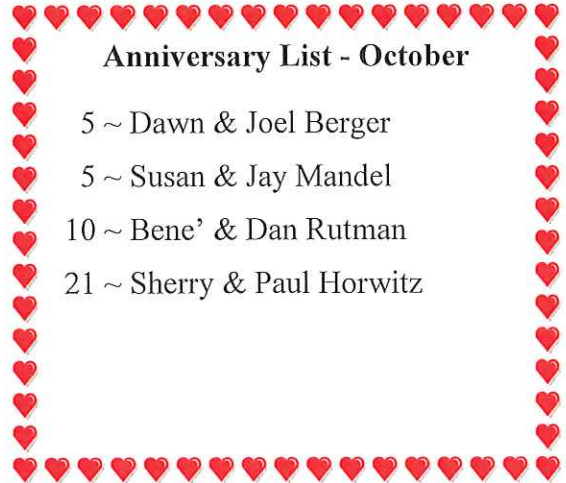 Anniversary List - October
5 ~ Dawn & Joel Berger
5 ~ Susan & Jay Mandel
10 ~ Bene’ & Dan Rutman
21 ~ Sherry & Paul Horwitz